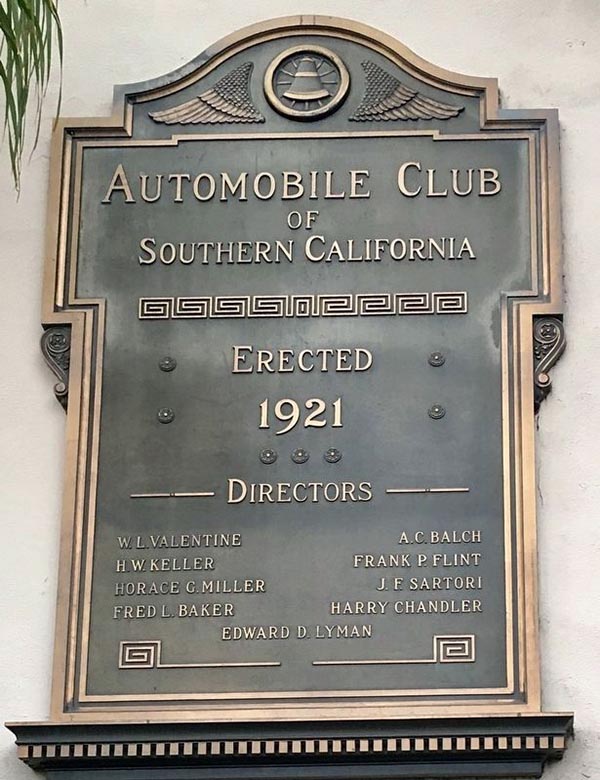 AUTOMOBILE CLUB
OF
SOUTHERN CALIFORNIA
ERECTED
1921
DIRECTORS
W. L. VALENTINE A. C. BALCH
H. W. KELLER FRANK P. FLINT
HORACE G. MILLER J. F. SARTORI
FRED L. BAKER HARRY CHANDLER
EDWARD D. LYMAN